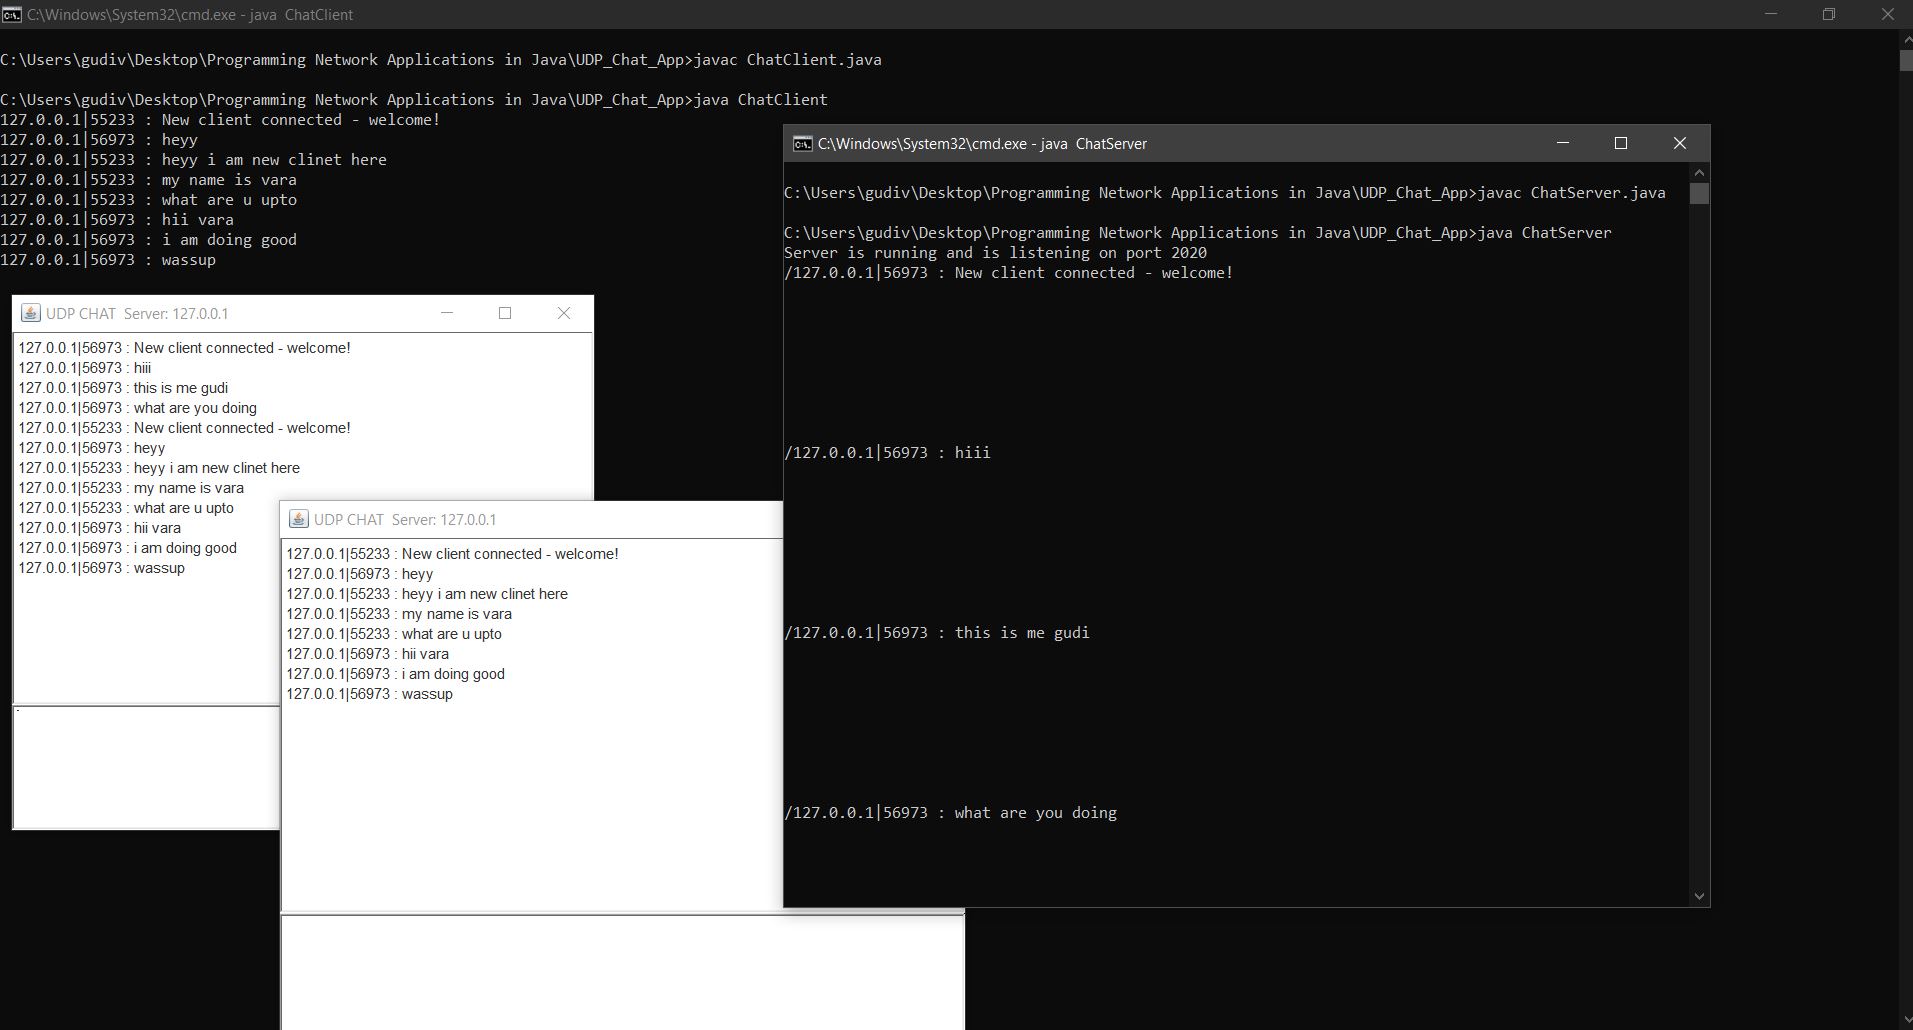 C:\Windows\System32\cmd.exe - java  ChatClient
C:\Users\gudiv\Desktop\Programming Network Applications in Java\UDP_Chat_App>javac ChatClient.java
C:\Users\gudiv\Desktop\Programming Network Applications in Java\UDP_Chat_App>java ChatClient
127.0.0.1|55233 : New client connected - welcome!
127.0.0.1|56973 : heyy
127.0.0.1|55233 : heyy i am new clinet here
127.0.0.1|55233 : my name is vara
127.0.0.1|55233 : what are u upto
127.0.0.1|56973 : hii vara
127.0.0.1|56973 : i am doing good
127.0.0.1|56973 : wassup
UDP CHAT  Server: 127.0.0.1
127.0.0.1|56973 : New client connected - welcome!
127.0.0.1|56973 : hiii
127.0.0.1|56973 : this is me gudi
127.0.0.1|56973 : what are you doing
127.0.0.1|55233 : New client connected - welcome!
127.0.0.1|56973 : heyy
127.0.0.1|55233 : heyy i am new clinet here
127.0.0.1|55233 : my name is vara
127.0.0.1|55233 : what are u upto
127.0.0.1|56973 : hii vara
127.0.0.1|56973 : i am doing good
127.0.0.1|56973 : wassup
UDP CHAT  Server: 127.0.0.1
127.0.0.1|55233 : New client connected - welcome!
127.0.0.1|56973 : heyy
127.0.0.1|55233 : heyy i am new clinet here
127.0.0.1|55233 : my name is vara
127.0.0.1|55233 : what are u upto
127.0.0.1|56973 : hii vara
127.0.0.1|56973 : i am doing good
127.0.0.1|56973 : wassup
C:\Windows\System32\cmd.exe - java  ChatServer
C:\Users\gudiv\Desktop\Programming Network Applications in Java\UDP_Chat_App>javac ChatServer.java
C:\Users\gudiv\Desktop\Programming Network Applications in Java\UDP_Chat_App>java ChatServer
Server is running and is listening on port 2020
/127.0.0.1|56973 : New client connected - welcome!
/127.0.0.1|56973 : hiii
/127.0.0.1|56973 : this is me gudi
/127.0.0.1|56973 : what are you doing